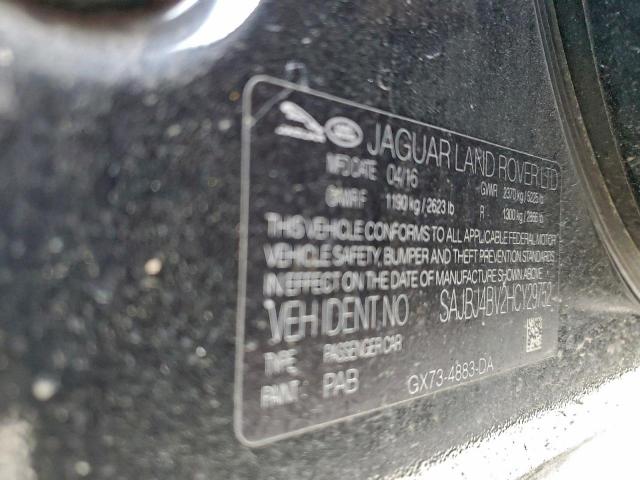 JAGUAR LAND ROVER LTD
MFD DATE 04/16 GVWR 2370 kg / 5225 lb
GAWR F 1190 kg / 2623 lb R 1300 kg / 2866 lb
THIS VEHICLE CONFORMS TO ALL APPLICABLE FEDERAL MOTOR
VEHICLE SAFETY, BUMPER AND THEFT PREVENTION STANDARDS
IN EFFECT ON THE DATE OF MANUFACTURE SHOWN ABOVE.
VEH IDENT NO SAJBJ4BV2HCY29752
TYPE PASSENGER CAR
PAINT PAB GX73-4883-DA